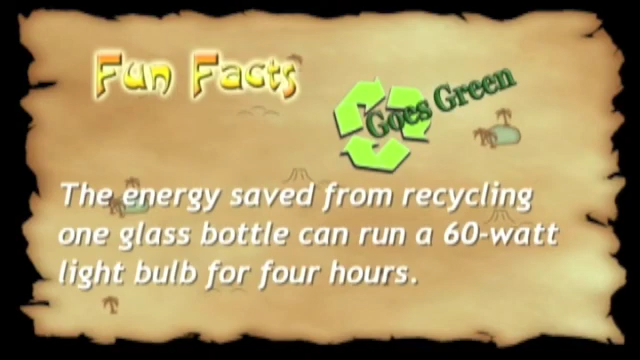 Fun Facts
Goes Green
The energy saved from recycling
one glass bottle can run a 60-watt
light bulb for four hours.